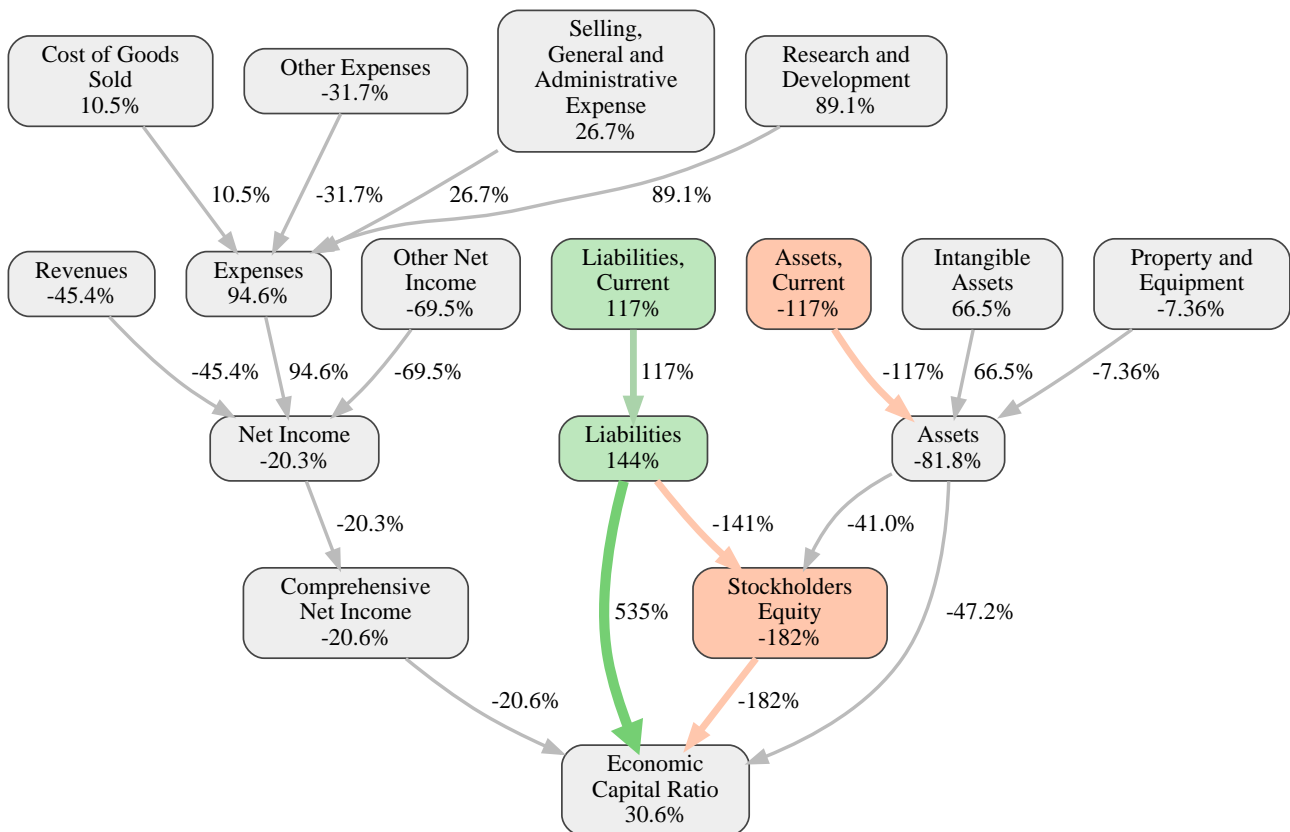 Cost of Goods
Sold
10.5%
Other Expenses
-31.7%
Selling,
General and
Administrative
Expense
26.7%
Research and
Development
89.1%
10.5%
-31.7%
26.7%
89.1%
Revenues
-45.4%
Expenses
94.6%
Other Net
Income
-69.5%
Liabilities,
Current
117%
Assets,
Current
-117%
Intangible
Assets
66.5%
Property and
Equipment
-7.36%
-45.4%
94.6%
-69.5%
117%
-117%
66.5%
-7.36%
Net Income
-20.3%
Liabilities
144%
Assets
-81.8%
-20.3%
-141%
-41.0%
Comprehensive
Net Income
-20.6%
535%
Stockholders
Equity
-182%
-47.2%
-20.6%
-182%
Economic
Capital Ratio
30.6%